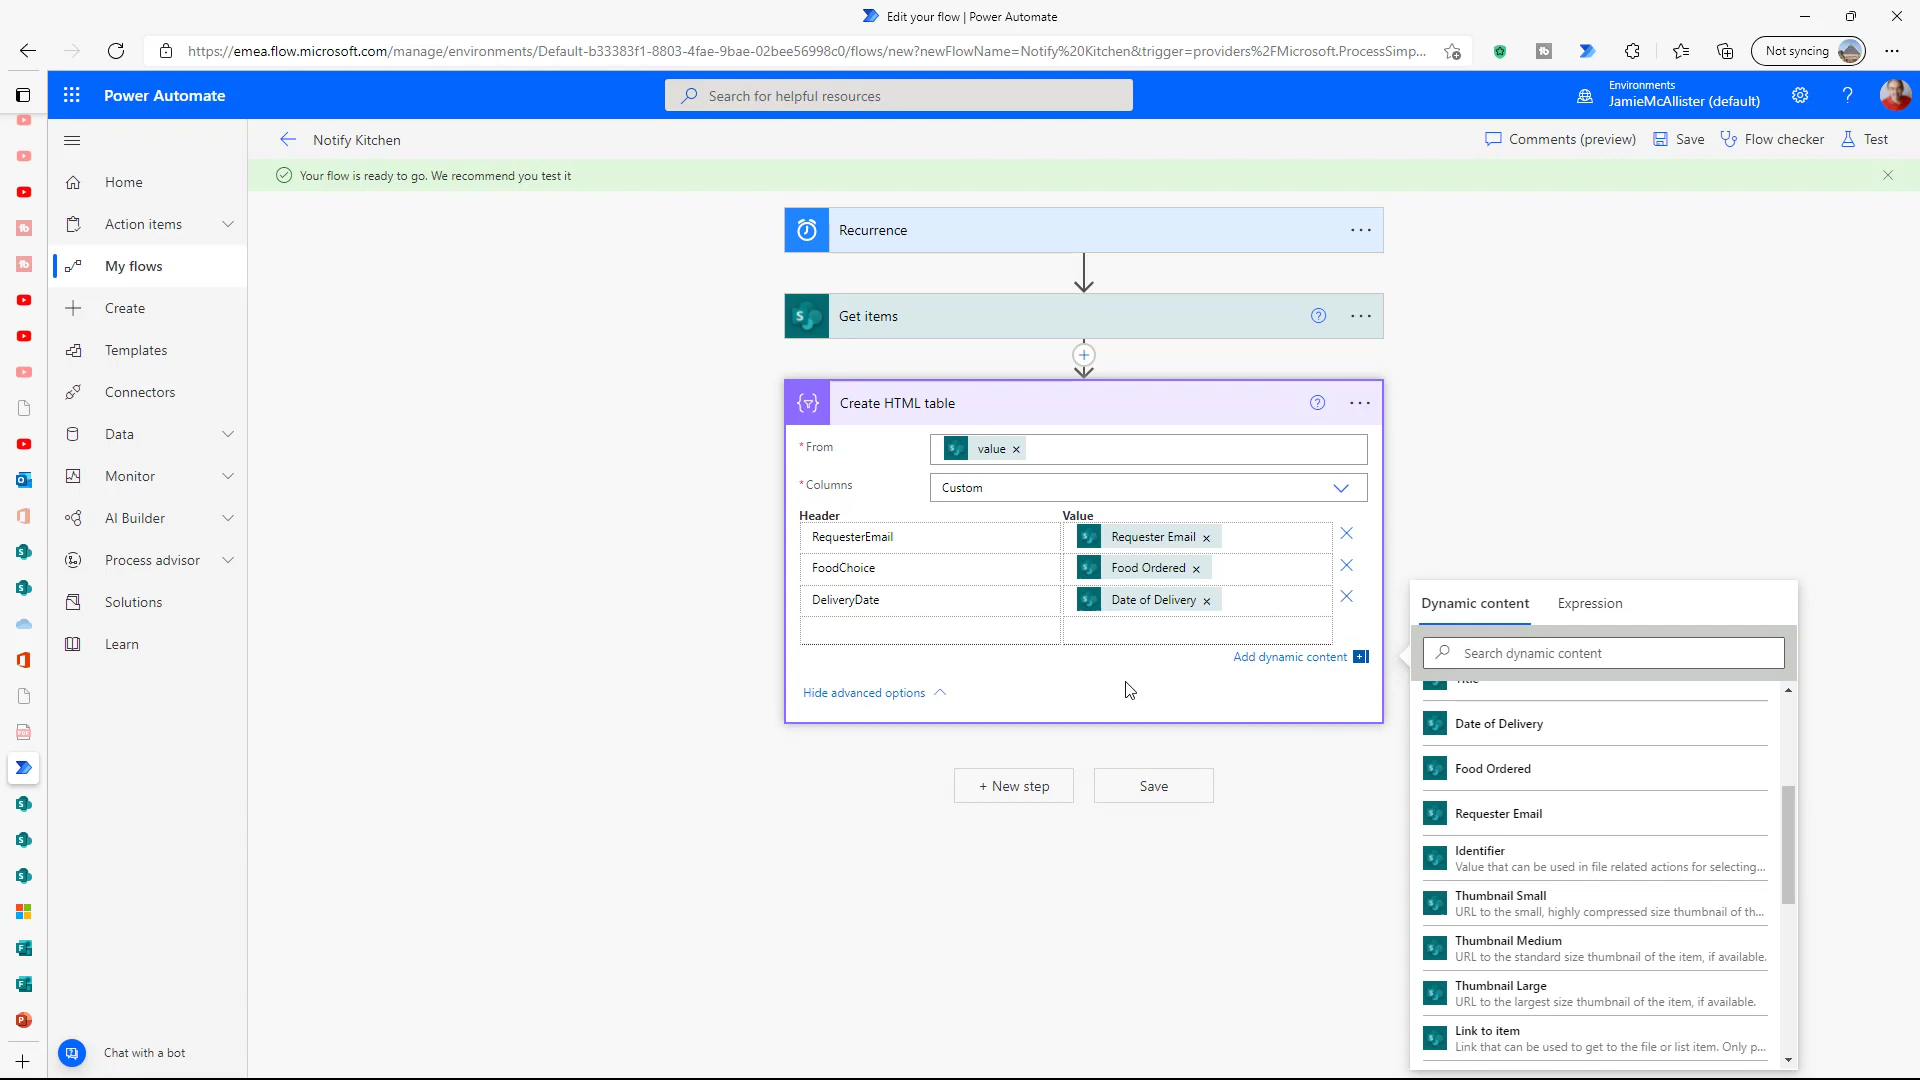 Edit your flow | Power Automate
https://emea.flow.microsoft.com/manage/environments/Default-b33383f1-8803-4fae-9bae-02bee56998c0/flows/new?newFlowName=Notify%20Kitchen&trigger=providers%2FMicrosoft.ProcessSimp...
Not syncing
Power Automate
Search for helpful resources
Environments
JamieMcAllister (default)
Notify Kitchen
Comments (preview)
Save
Flow checker
Test
Your flow is ready to go. We recommend you test it
Home
Action items
My flows
Create
Templates
Connectors
Data
Monitor
AI Builder
Process advisor
Solutions
Learn
Chat with a bot
Recurrence
Get items
Create HTML table
* From
value
* Columns
Custom
Header Value
RequesterEmail Requester Email
FoodChoice Food Ordered
DeliveryDate Date of Delivery
Add dynamic content
Hide advanced options
+ New step
Save
Dynamic content
Expression
Search dynamic content
Title
Date of Delivery
Food Ordered
Requester Email
Identifier
Value that can be used in file related actions for selecting...
Thumbnail Small
URL to the small, highly compressed size thumbnail of th...
Thumbnail Medium
URL to the standard size thumbnail of the item, if available.
Thumbnail Large
URL to the largest size thumbnail of the item, if available.
Link to item
Link that can be used to get to the file or list item. Only p...